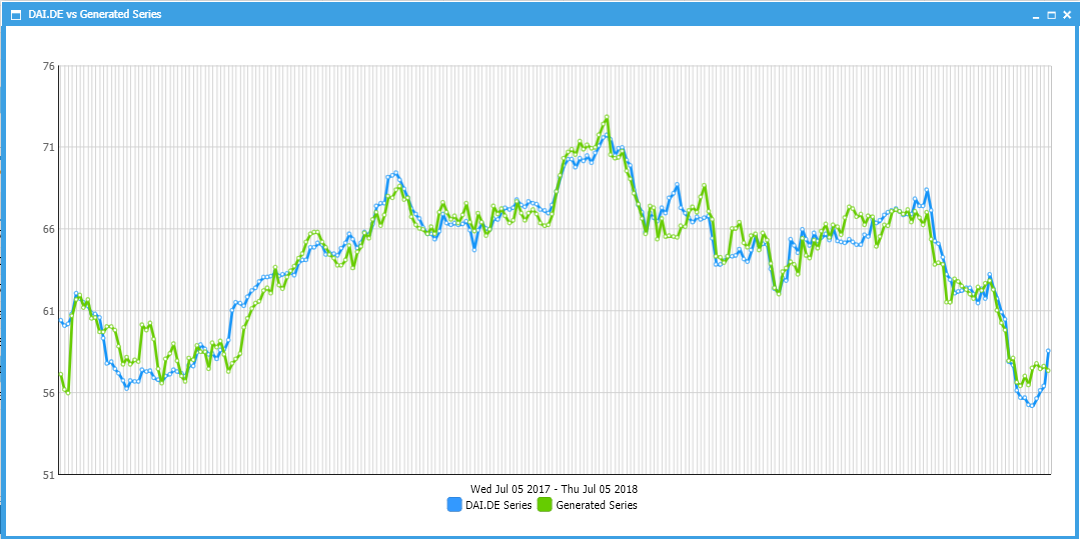 DAI.DE vs Generated Series
76
71
66
61
56
51
Wed Jul 05 2017 - Thu Jul 05 2018
DAI.DE Series Generated Series